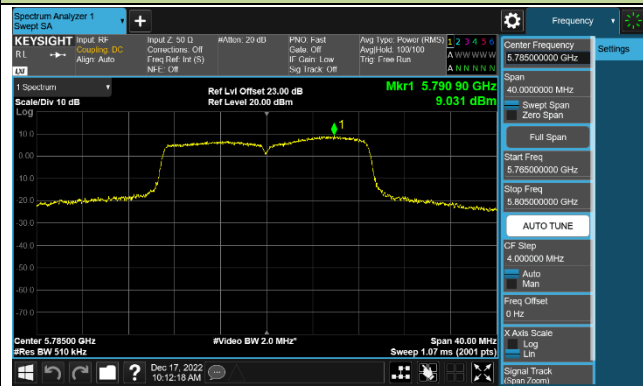 Spectrum Analyzer 1
Swept SA
+
Frequency
KEYSIGHT
Input: RF
Coupling: DC
Align: Auto
Input Z: 50 Ω
Corrections: Off
Freq Ref: Int (S)
NFE: Off
#Atten: 20 dB
PNO: Fast
Gate: Off
IF Gain: Low
Sig Track: Off
Avg Type: Power (RMS)
Avg|Hold: 100/100
Trig: Free Run
1 2 3 4 5 6
A W W W W W
A N N N N N
RL
LXI
1 Spectrum
Scale/Div 10 dB
Log
Ref Lvl Offset 23.00 dB
Ref Level 20.00 dBm
Mkr1 5.790 90 GHz
9.031 dBm
1
10.0
0.00
-10.0
-20.0
-30.0
-40.0
-50.0
-60.0
-70.0
Center 5.78500 GHz
#Res BW 510 kHz
#Video BW 2.0 MHz*
Span 40.00 MHz
Sweep 1.07 ms (2001 pts)
Center Frequency
5.785000000 GHz
Settings
Span
40.0000000 MHz
Swept Span
Zero Span
Full Span
Start Freq
5.765000000 GHz
Stop Freq
5.805000000 GHz
AUTO TUNE
CF Step
4.000000 MHz
Auto
Man
Freq Offset
0 Hz
X Axis Scale
Log
Lin
Signal Track
(Span Zoom)
?
Dec 17, 2022
10:12:18 AM